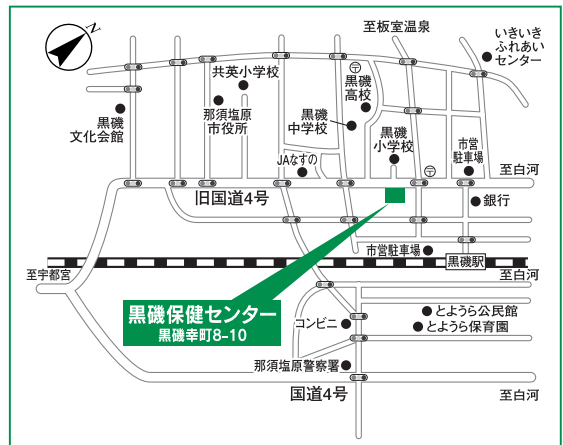 N
至板室温泉
いきいき
ふれあい
センター
共英小学校
〒
黒磯
高校
那須塩原
市役所
黒磯
中学校
黒磯
文化会館
黒磯
小学校
市営
駐車場
JAなすの
〒
至白河
旧国道4号
銀行
市営駐車場
黒磯駅
至宇都宮
至白河
黒磯保健センター
黒磯幸町8-10
とようら公民館
コンビニ
とようら保育園
那須塩原警察署
国道4号
至白河